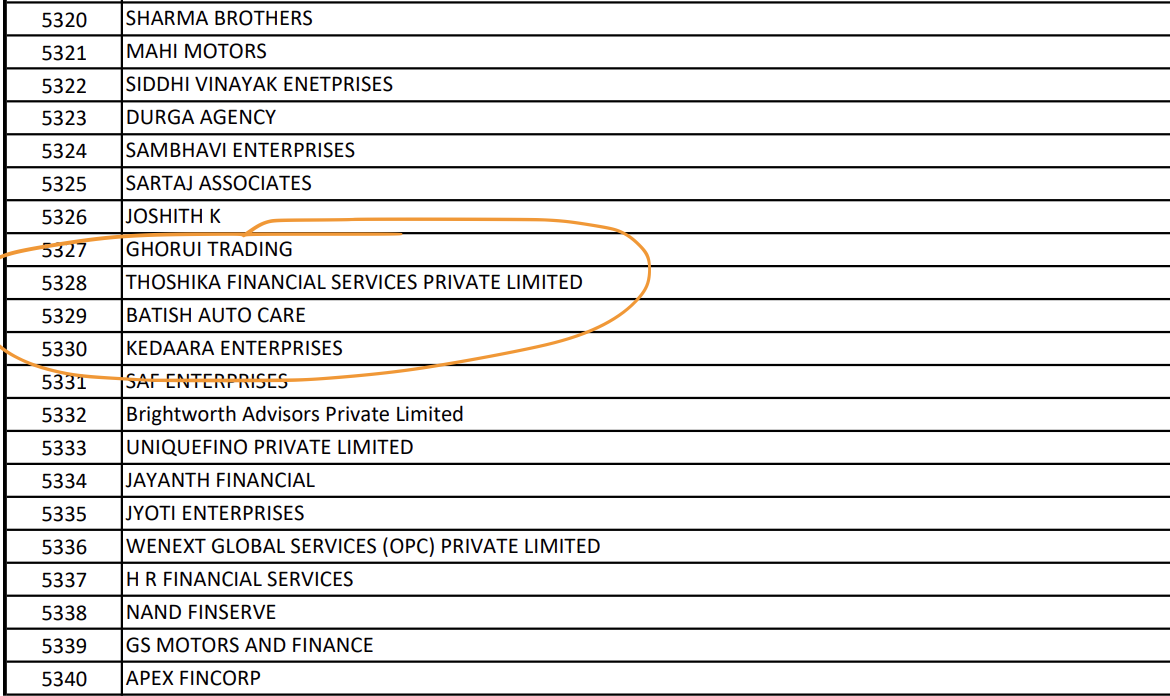 5320 SHARMA BROTHERS
5321 MAHI MOTORS
5322 SIDDHI VINAYAK ENETPRISES
5323 DURGA AGENCY
5324 SAMBHAVI ENTERPRISES
5325 SARTAJ ASSOCIATES
5326 JOSHITH K
5327 GHORUI TRADING
5328 THOSHIKA FINANCIAL SERVICES PRIVATE LIMITED
5329 BATISH AUTO CARE
5330 KEDAARA ENTERPRISES
5331 SAF ENTERPRISES
5332 Brightworth Advisors Private Limited
5333 UNIQUEFINO PRIVATE LIMITED
5334 JAYANTH FINANCIAL
5335 JYOTI ENTERPRISES
5336 WENEXT GLOBAL SERVICES (OPC) PRIVATE LIMITED
5337 H R FINANCIAL SERVICES
5338 NAND FINSERVE
5339 GS MOTORS AND FINANCE
5340 APEX FINCORP